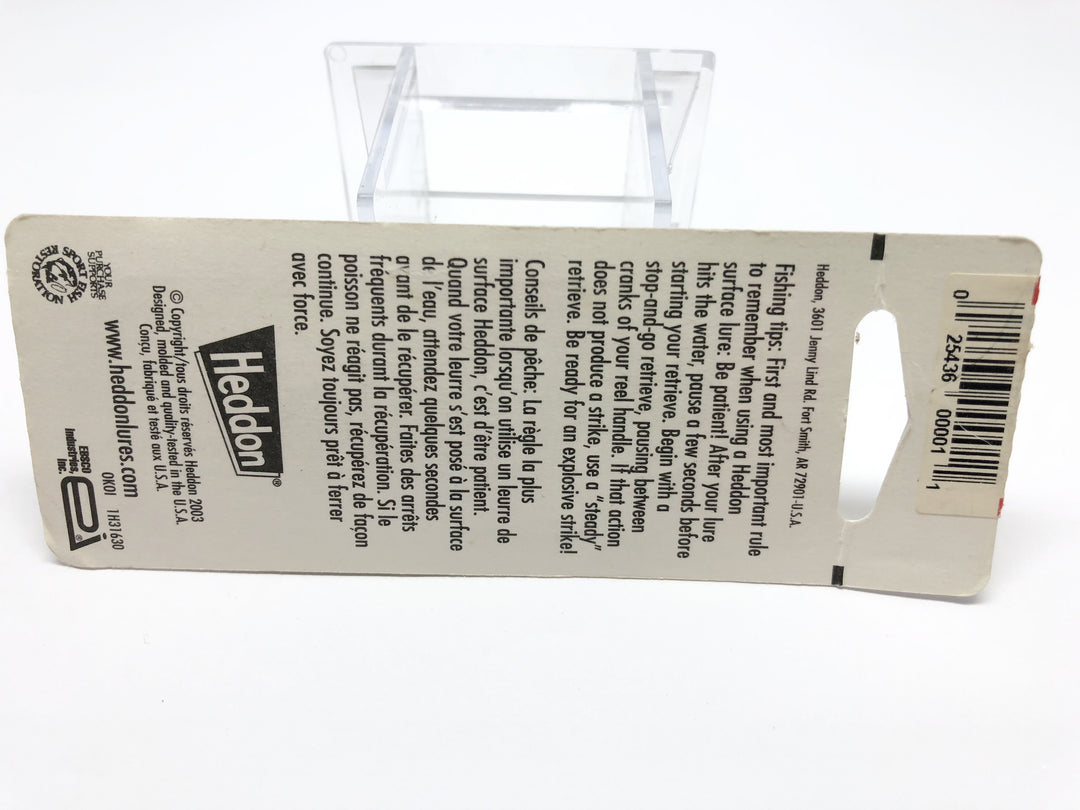 0 25436 00001 1
Heddon, 3601 Jenny Lind Rd. Fort Smith, AR 72901-U.S.A.
Fishing tips: First and most important rule
to remember when using a Heddon
surface lure: Be patient! After your lure
hits the water, pause a few seconds before
starting your retrieve. Begin with a
stop-and-go retrieve, pausing between
cranks of your reel handle. If that action
does not produce a strike, use a "steady"
retrieve. Be ready for an explosive strike!
Conseils de pêche: La règle la plus
importante lorsqu'on utilise un leurre de
surface Heddon, c'est d'être patient.
Quand votre leurre s'est posé à la surface
de l'eau, attendez quelques secondes
avant de le récupérer. Faites des arrêts
fréquents durant la récupération. Si le
poisson ne réagit pas, récupérez de façon
continue. Soyez toujours prêt à ferrer
avec force.
Heddon®
© Copyright/tous droits réservés Heddon 2003
Designed, molded and quality-tested in the U.S.A.
Conçu, fabriqué et testé aux U.S.A.
YOUR
PURCHASE
SUPPORTS
SPORT FISH
RESTORATION
www.heddonlures.com
0K01 1H31630
EBSCO
Industries,
Inc.
e®